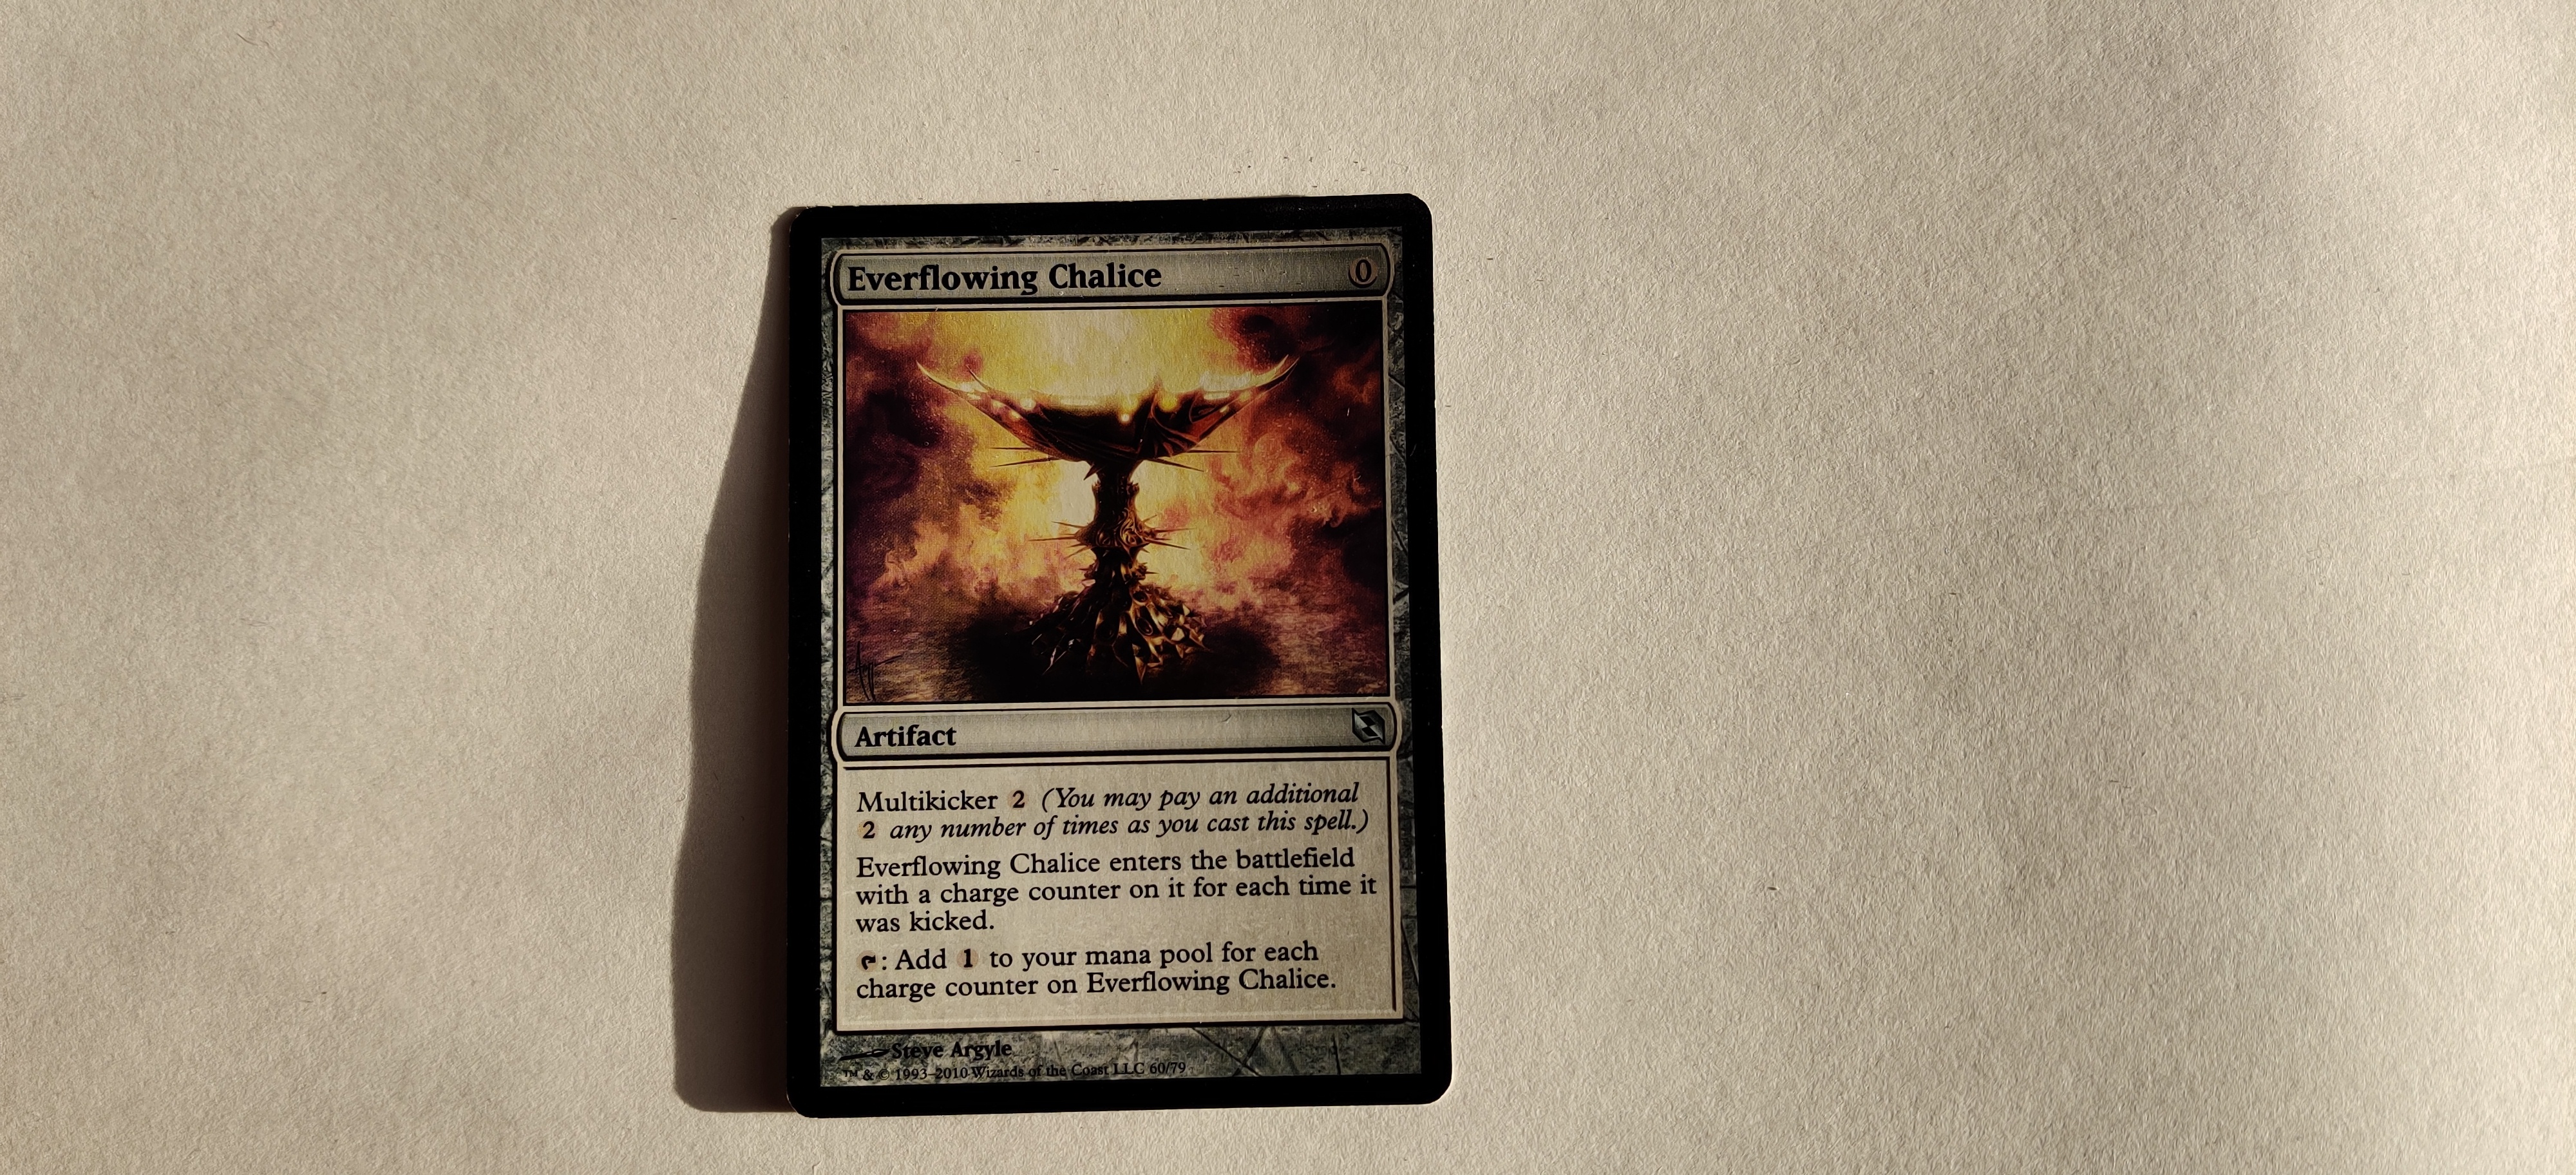 Everflowing Chalice 0
Artifact
Multikicker 2 (You may pay an additional
2 any number of times as you cast this spell.)
Everflowing Chalice enters the battlefield
with a charge counter on it for each time it
was kicked.
: Add 1 to your mana pool for each
charge counter on Everflowing Chalice.
Steve Argyle
™ & © 1993–2010 Wizards of the Coast LLC 60/79